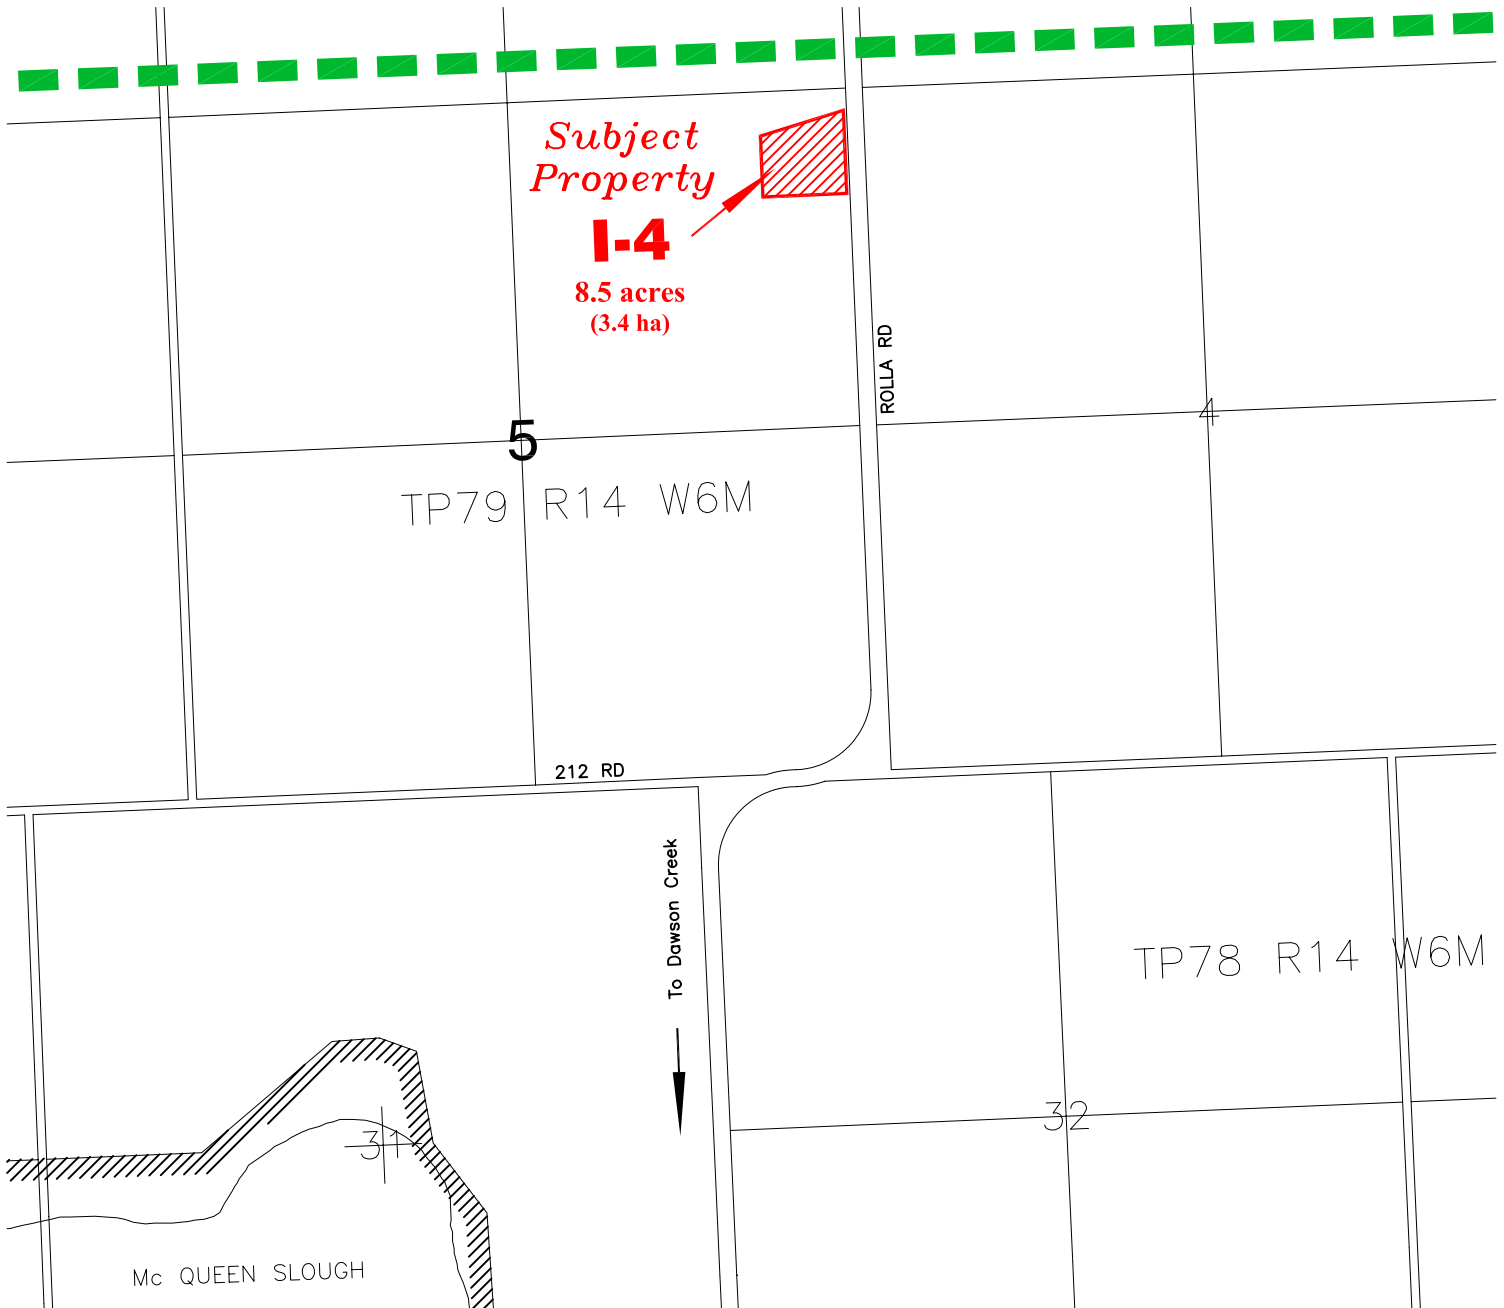 Subject
Property
I-4
8.5 acres
(3.4 ha)
ROLLA RD
4
5
TP79 R14 W6M
212 RD
To Dawson Creek
TP78 R14 W6M
32
31
Mc QUEEN SLOUGH